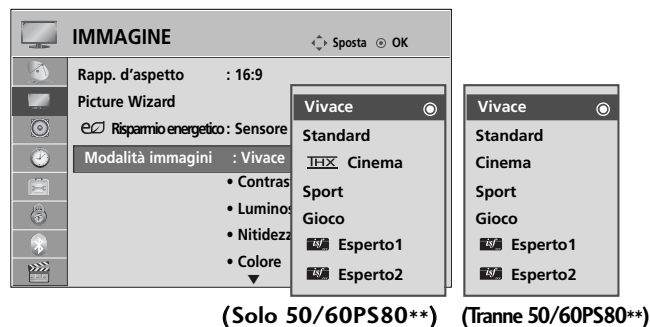 IMMAGINE
Sposta OK
Rapp. d'aspetto : 16:9
Picture Wizard
e Risparmio energetico : Sensore
Modalità immagini : Vivace
• Contras
• Luminos
• Nitidezz
• Colore
Vivace
Standard
THX Cinema
Sport
Gioco
isf Esperto1
isf Esperto2
(Solo 50/60PS80**)
Vivace
Standard
Cinema
Sport
Gioco
isf Esperto1
isf Esperto2
(Tranne 50/60PS80**)